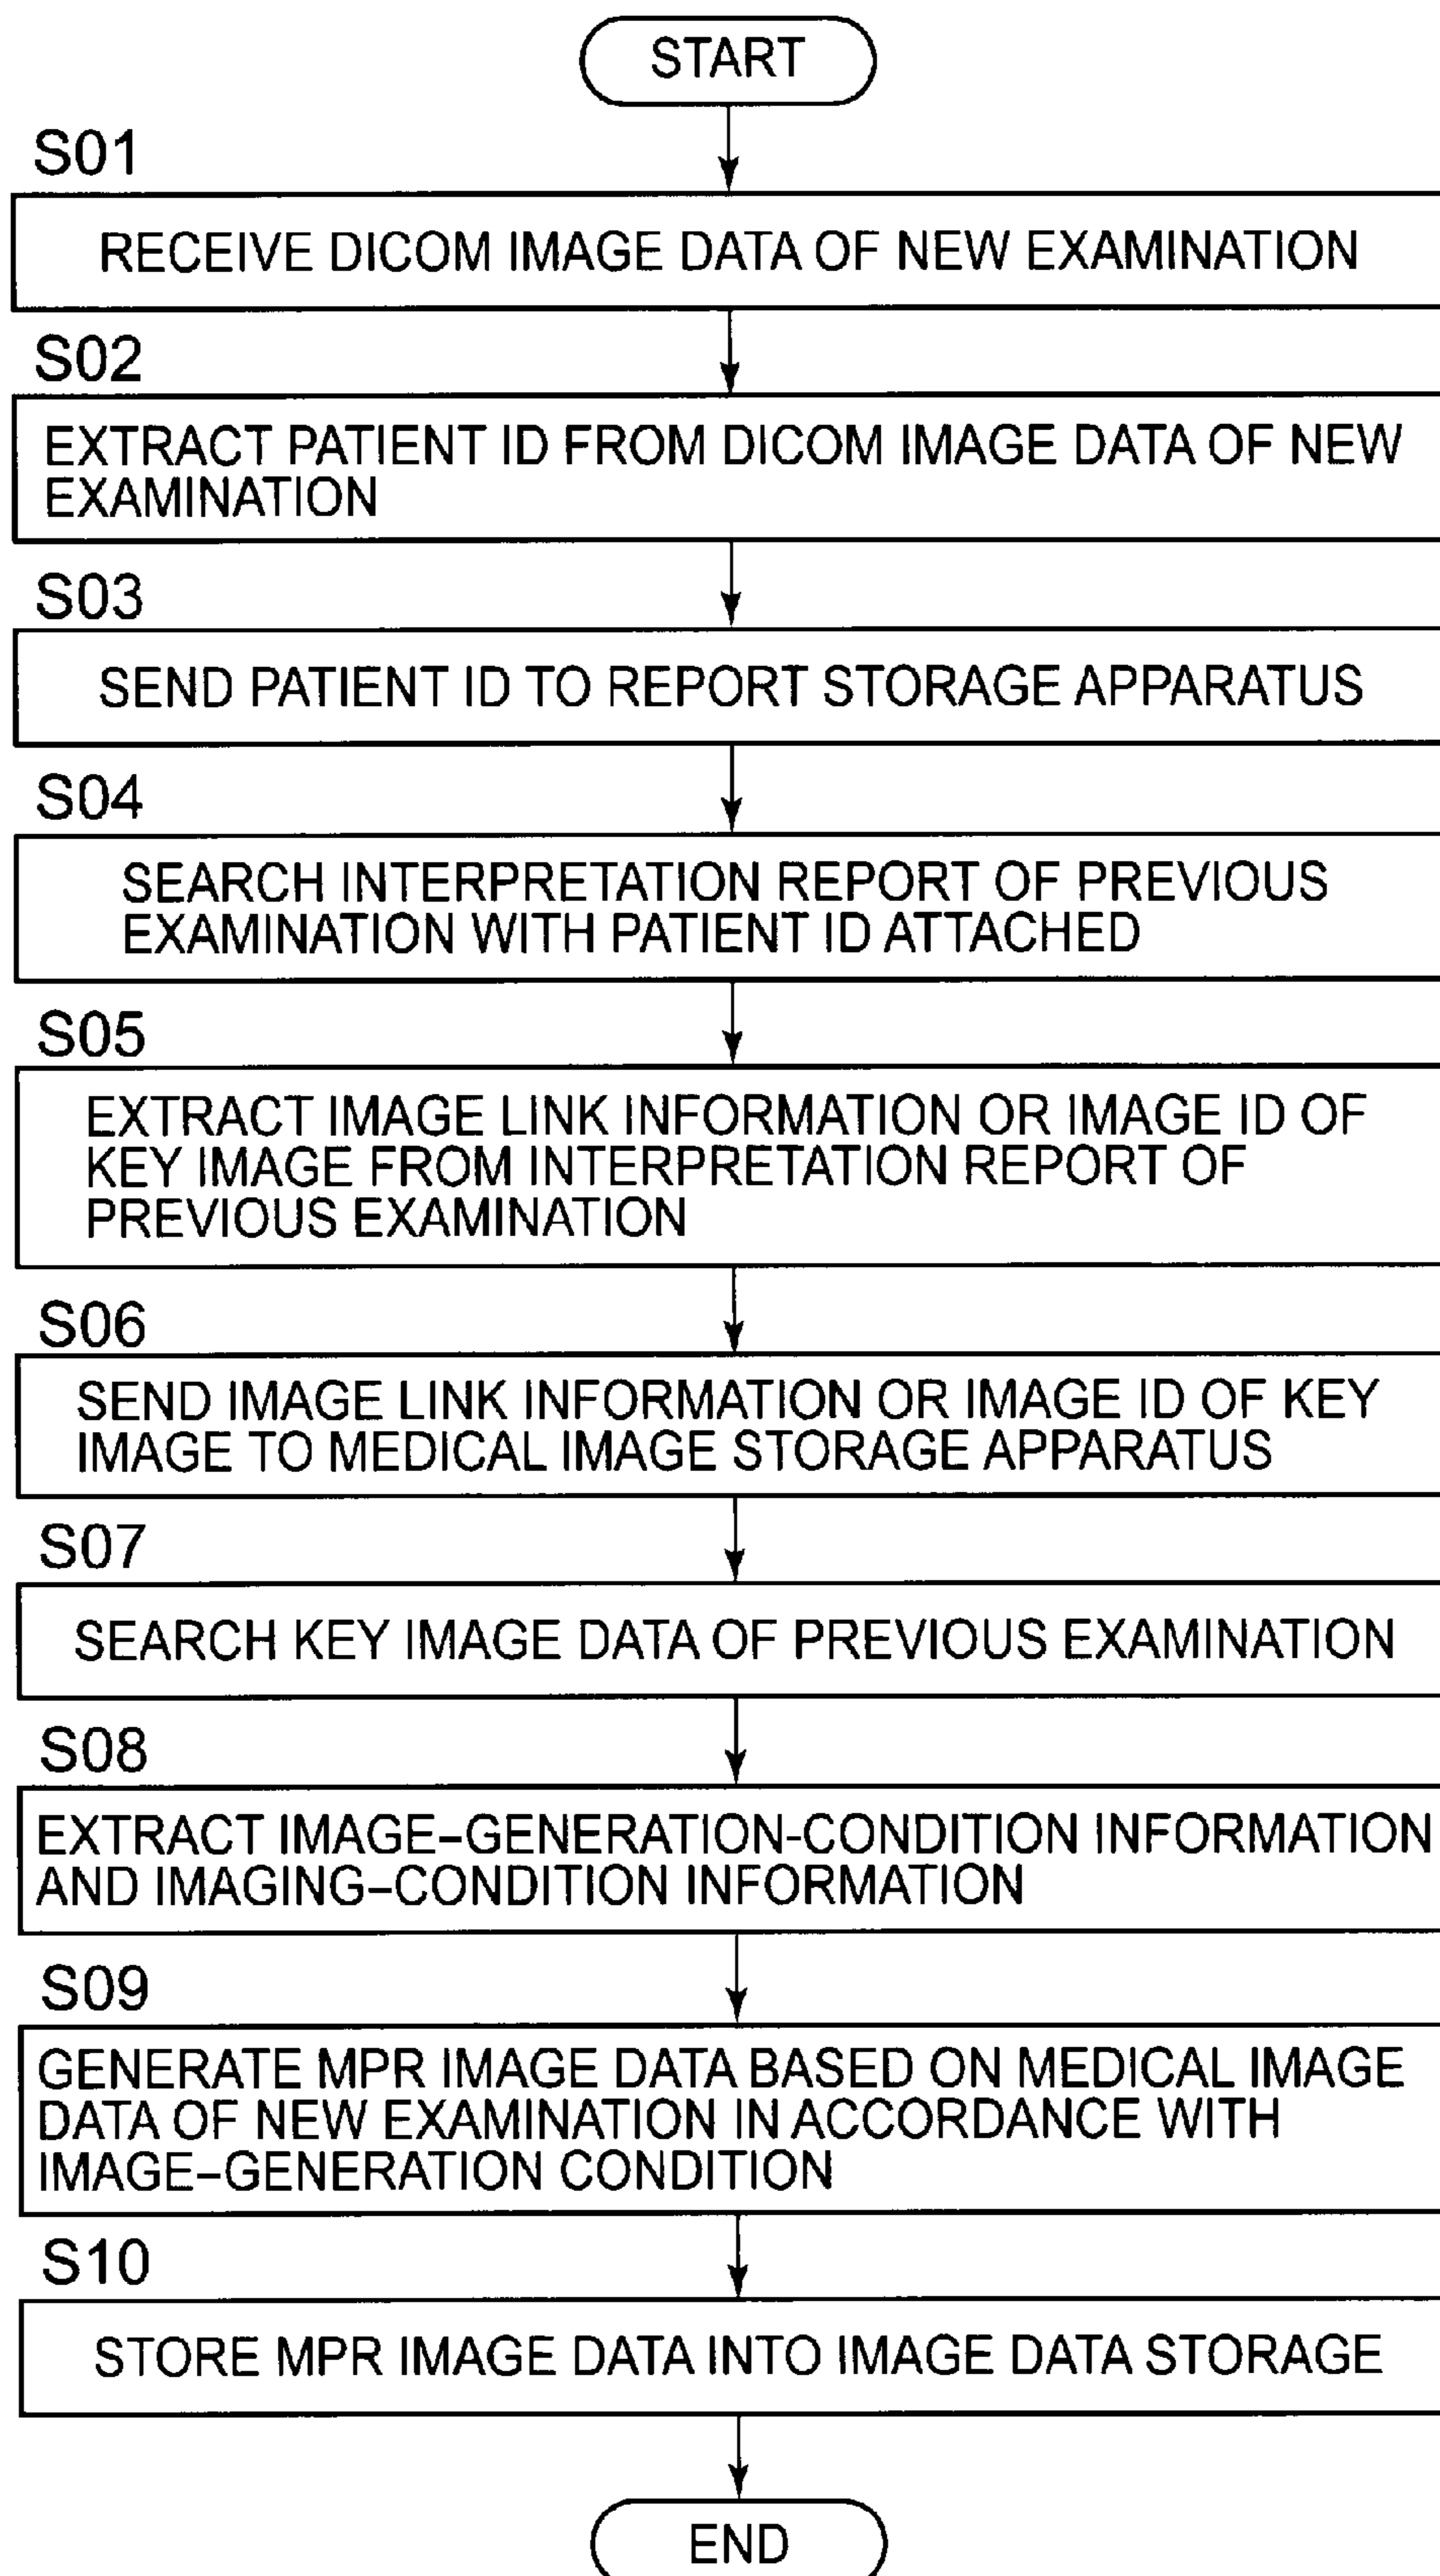 START
S01
RECEIVE DICOM IMAGE DATA OF NEW EXAMINATION
S02
EXTRACT PATIENT ID FROM DICOM IMAGE DATA OF NEW
EXAMINATION
S03
SEND PATIENT ID TO REPORT STORAGE APPARATUS
S04
SEARCH INTERPRETATION REPORT OF PREVIOUS
EXAMINATION WITH PATIENT ID ATTACHED
S05
EXTRACT IMAGE LINK INFORMATION OR IMAGE ID OF
KEY IMAGE FROM INTERPRETATION REPORT OF
PREVIOUS EXAMINATION
S06
SEND IMAGE LINK INFORMATION OR IMAGE ID OF KEY
IMAGE TO MEDICAL IMAGE STORAGE APPARATUS
S07
SEARCH KEY IMAGE DATA OF PREVIOUS EXAMINATION
S08
EXTRACT IMAGE–GENERATION-CONDITION INFORMATION
AND IMAGING–CONDITION INFORMATION
S09
GENERATE MPR IMAGE DATA BASED ON MEDICAL IMAGE
DATA OF NEW EXAMINATION IN ACCORDANCE WITH
IMAGE–GENERATION CONDITION
S10
STORE MPR IMAGE DATA INTO IMAGE DATA STORAGE
END